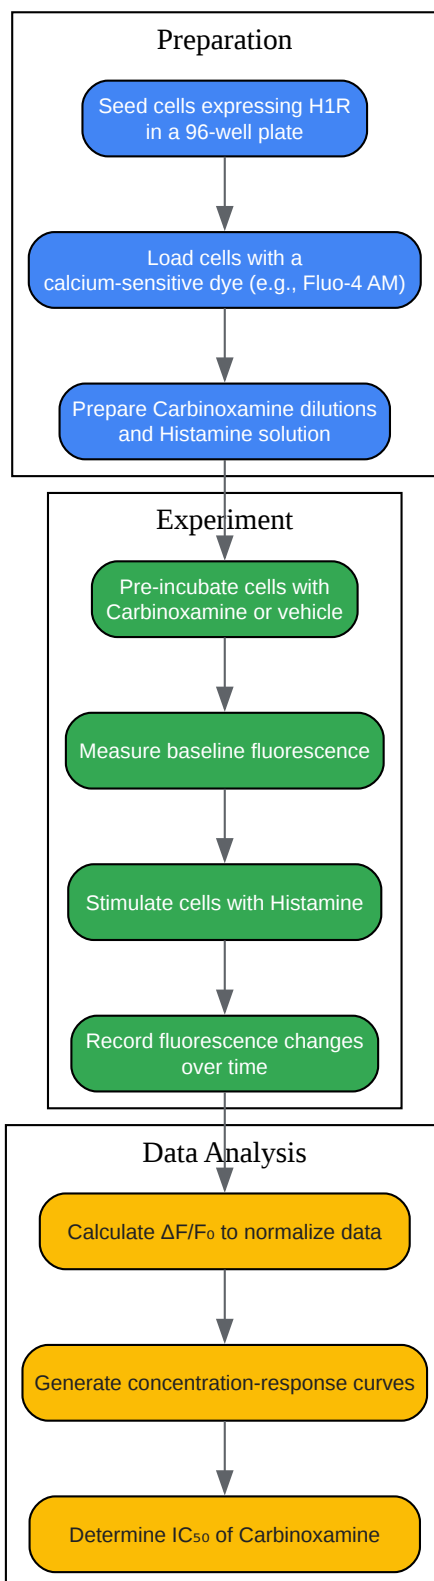 Preparation
Seed cells expressing H1R
in a 96-well plate
Load cells with a
calcium-sensitive dye (e.g., Fluo-4 AM)
Prepare Carbinoxamine dilutions
and Histamine solution
Experiment
Pre-incubate cells with
Carbinoxamine or vehicle
Measure baseline fluorescence
Stimulate cells with Histamine
Record fluorescence changes
over time
Data Analysis
Calculate ΔF/F₀ to normalize data
Generate concentration-response curves
Determine IC₅₀ of Carbinoxamine